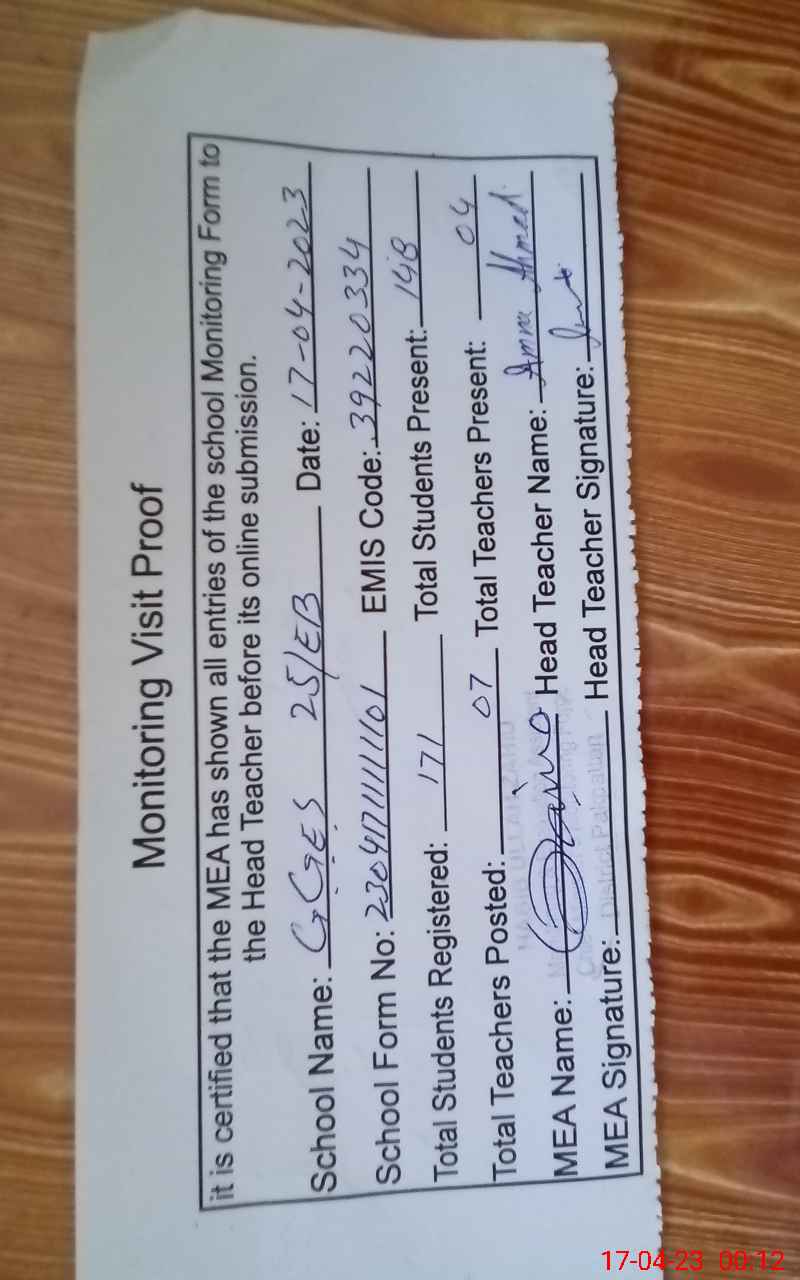 Monitoring Visit Proof
it is certified that the MEA has shown all entries of the school Monitoring Form to
the Head Teacher before its online submission.
School Name: GGES 25/EB Date: 17-04-2023
School Form No: EMIS Code: 39220334
Total Students Registered: 171 Total Students Present: 148
Total Teachers Posted: 07 Total Teachers Present: 04
MEA Name: Head Teacher Name: Amna Ahmed
MEA Signature: Head Teacher Signature:
District Pakpattan
17-04-23 00:12